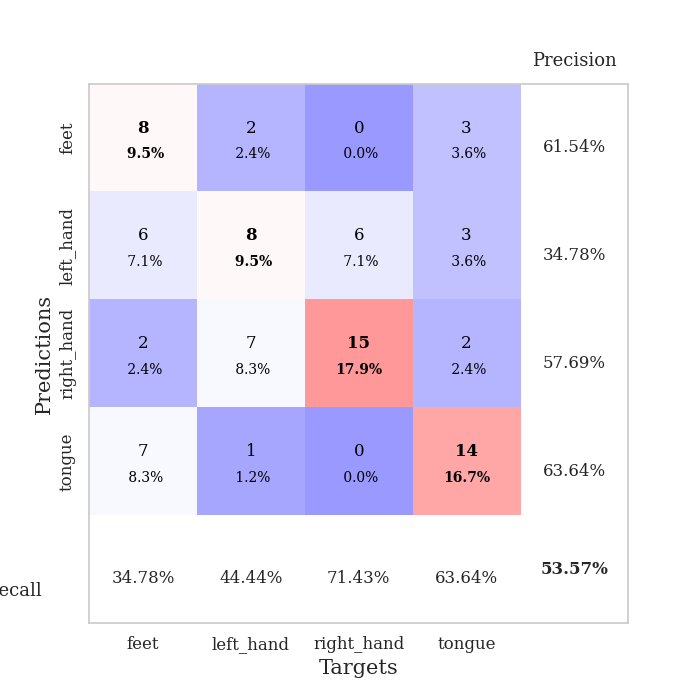 Precision
feet
8 2 0 3
9.5% 2.4% 0.0% 3.6%
61.54%
left_hand
6 8 6 3
7.1% 9.5% 7.1% 3.6%
34.78%
Predictions
right_hand
2 7 15 2
2.4% 8.3% 17.9% 2.4%
57.69%
tongue
7 1 0 14
8.3% 1.2% 0.0% 16.7%
63.64%
ecall
34.78% 44.44% 71.43% 63.64% 53.57%
feet left_hand right_hand tongue
Targets